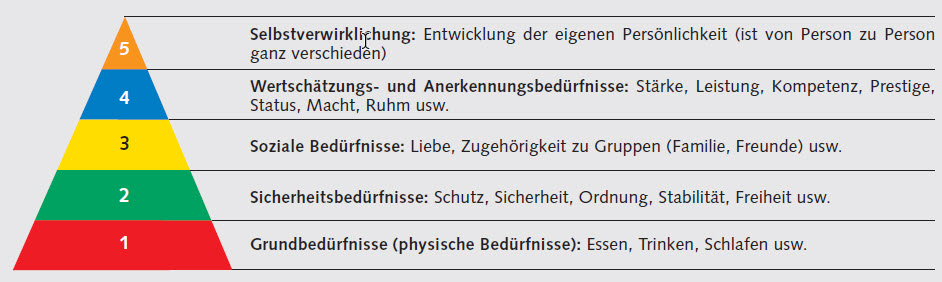 5
Selbstverwirklichung: Entwicklung der eigenen Persönlichkeit (ist von Person zu Person
ganz verschieden)
4
Wertschätzungs- und Anerkennungsbedürfnisse: Stärke, Leistung, Kompetenz, Prestige,
Status, Macht, Ruhm usw.
3
Soziale Bedürfnisse: Liebe, Zugehörigkeit zu Gruppen (Familie, Freunde) usw.
2
Sicherheitsbedürfnisse: Schutz, Sicherheit, Ordnung, Stabilität, Freiheit usw.
1
Grundbedürfnisse (physische Bedürfnisse): Essen, Trinken, Schlafen usw.